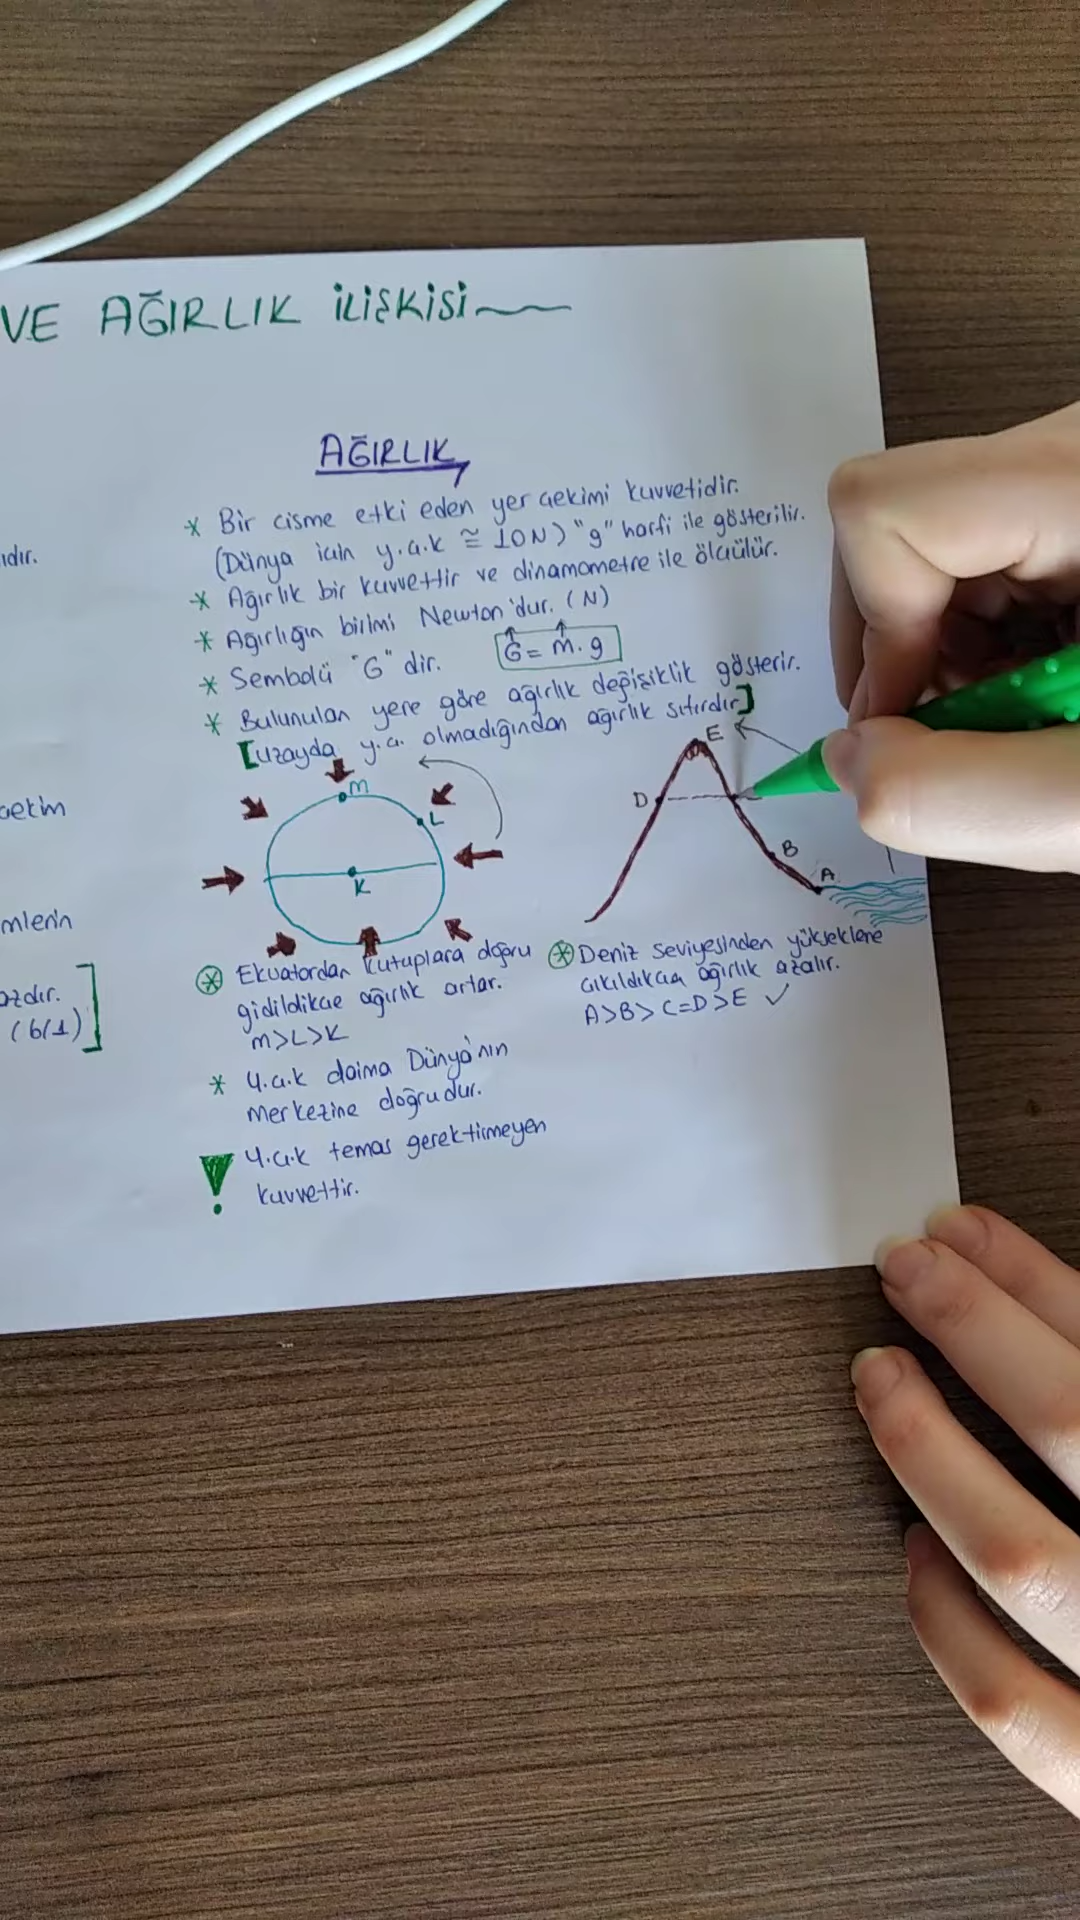 VE AĞIRLIK İLİŞKİSİ
AĞIRLIK
* Bir cisme etki eden yer çekimi kuvvetidir.
(Dünya için y.ç.k ≅ 10N) "g" harfi ile gösterilir.
* Ağırlık bir kuvvettir ve dinamometre ile ölçülür.
* Ağırlığın birimi Newton'dur. (N)
* Sembolü "G" dir.
G = m.g
* Bulunulan yere göre ağırlık değişiklik gösterir.
[uzayda y.ç. olmadığından ağırlık sıfırdır]
ıdır.
çekim
mlerin
azdır.
(6/1)]
M
L
K
E
D
B
A
* Ekvatordan kutuplara doğru
gidildikçe ağırlık artar.
m>L>K
* Y.ç.k daima Dünya'nın
merkezine doğrudur.
! Y.ç.k temas gerektirmeyen
kuvvettir.
* Deniz seviyesinden yükseklere
çıkıldıkça ağırlık azalır.
A>B>C=D>E ✓